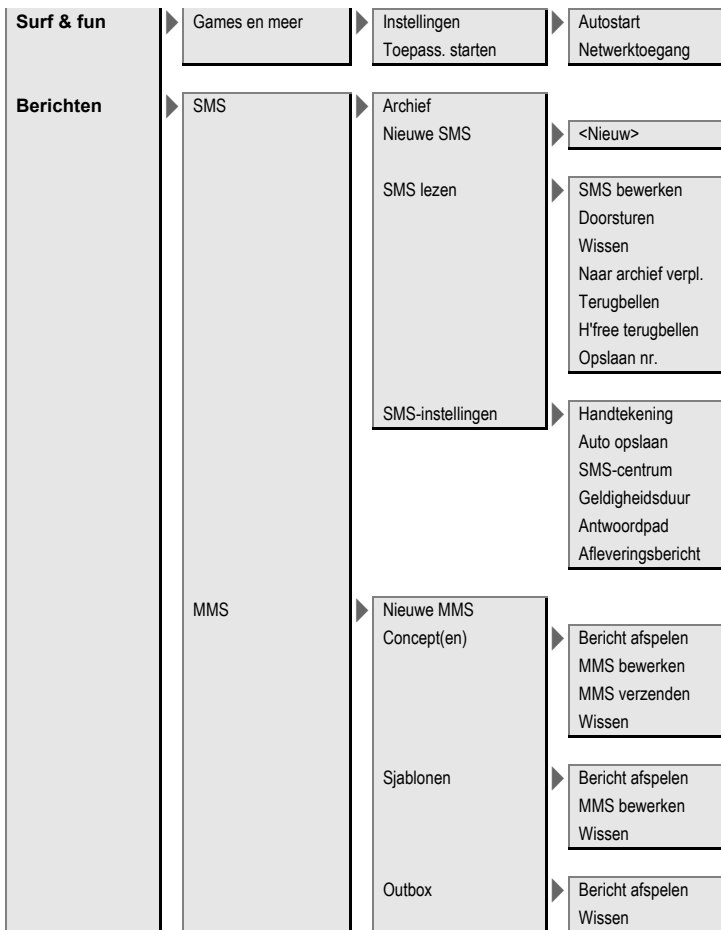 Surf & fun Games en meer Instellingen Autostart
Toepass. starten Netwerktoegang
Berichten SMS Archief
Nieuwe SMS <Nieuw>
SMS lezen SMS bewerken
Doorsturen
Wissen
Naar archief verpl.
Terugbellen
H'free terugbellen
Opslaan nr.
SMS-instellingen Handtekening
Auto opslaan
SMS-centrum
Geldigheidsduur
Antwoordpad
Afleveringsbericht
MMS Nieuwe MMS
Concept(en) Bericht afspelen
MMS bewerken
MMS verzenden
Wissen
Sjablonen Bericht afspelen
MMS bewerken
Wissen
Outbox Bericht afspelen
Wissen